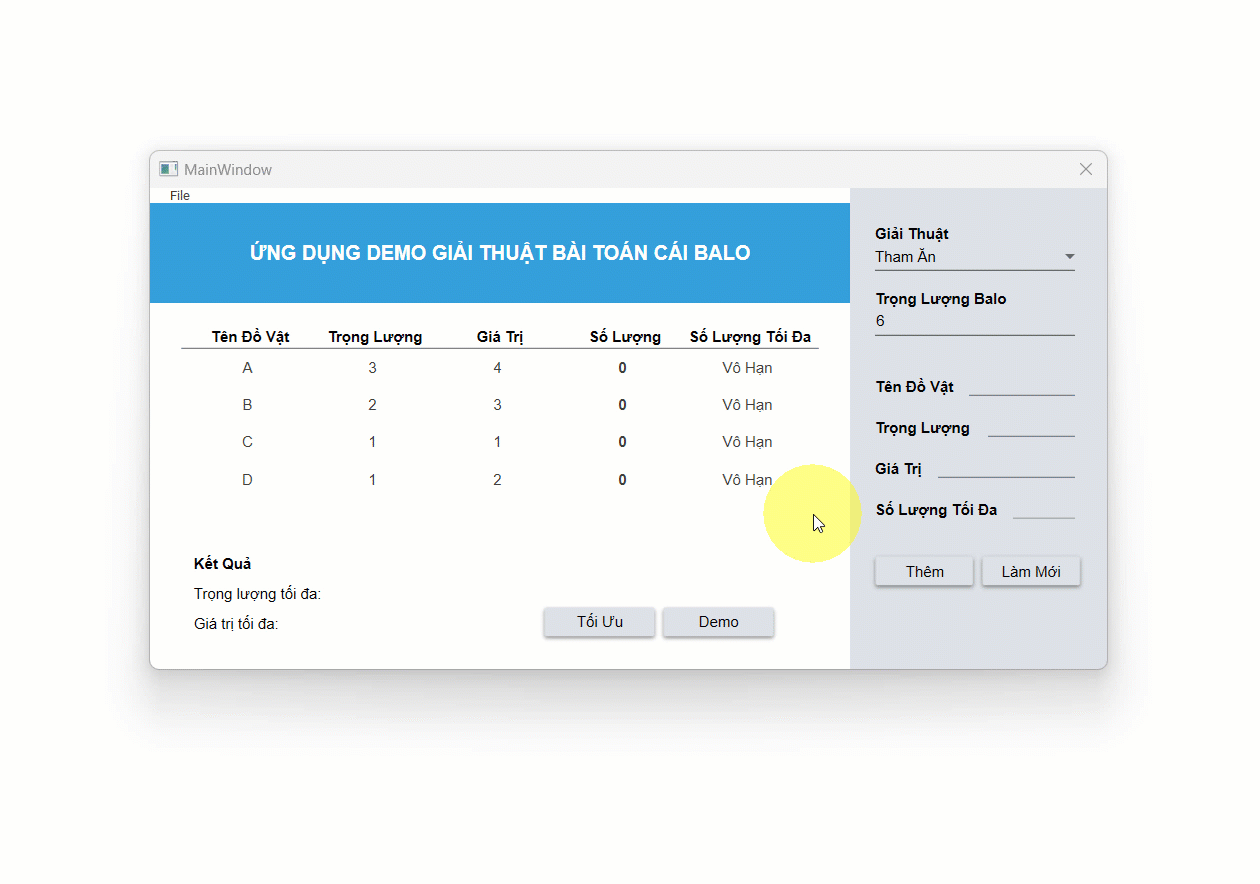 MainWindow
File
ỨNG DỤNG DEMO GIẢI THUẬT BÀI TOÁN CÁI BALO
Tên Đồ Vật Trọng Lượng Giá Trị Số Lượng Số Lượng Tối Đa
A 3 4 0 Vô Hạn
B 2 3 0 Vô Hạn
C 1 1 0 Vô Hạn
D 1 2 0 Vô Hạn
Kết Quả
Trọng lượng tối đa:
Giá trị tối đa:
Tối Ưu Demo
Giải Thuật
Tham Ăn
Trọng Lượng Balo
6
Tên Đồ Vật
Trọng Lượng
Giá Trị
Số Lượng Tối Đa
Thêm Làm Mới